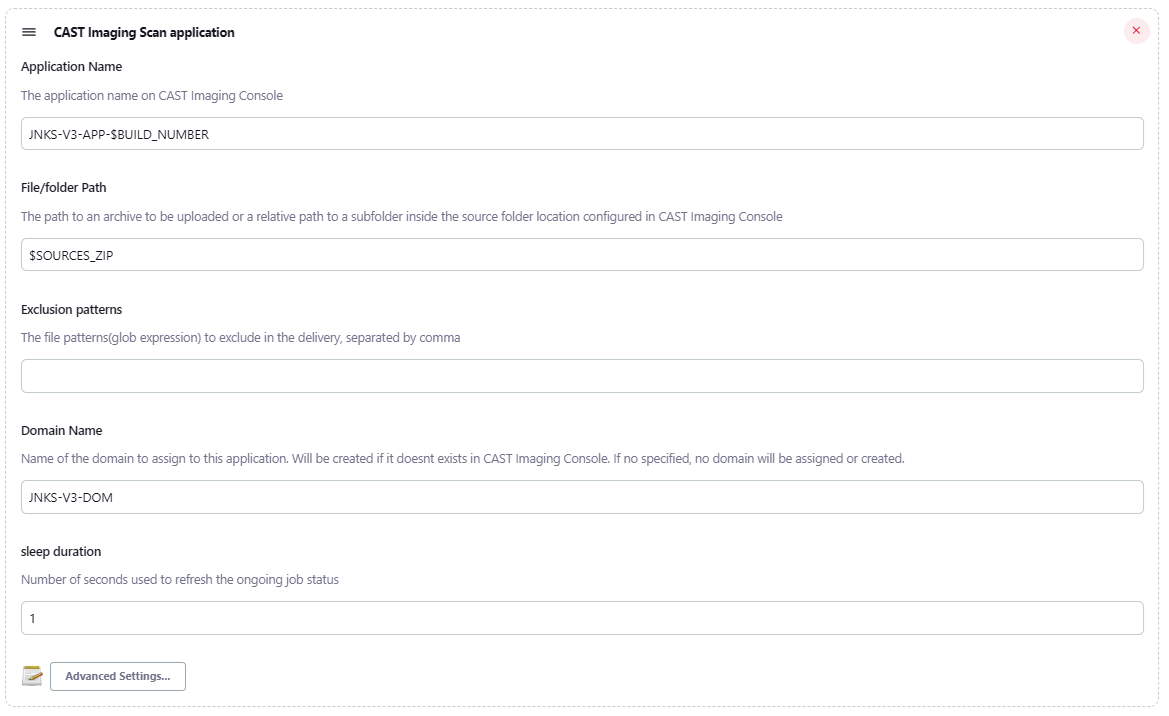 CAST Imaging Scan application
Application Name
The application name on CAST Imaging Console
JNKS-V3-APP-$BUILD_NUMBER
File/folder Path
The path to an archive to be uploaded or a relative path to a subfolder inside the source folder location configured in CAST Imaging Console
$SOURCES_ZIP
Exclusion patterns
The file patterns(glob expression) to exclude in the delivery, separated by comma
Domain Name
Name of the domain to assign to this application. Will be created if it doesnt exists in CAST Imaging Console. If no specified, no domain will be assigned or created.
JNKS-V3-DOM
sleep duration
Number of seconds used to refresh the ongoing job status
1
Advanced Settings...